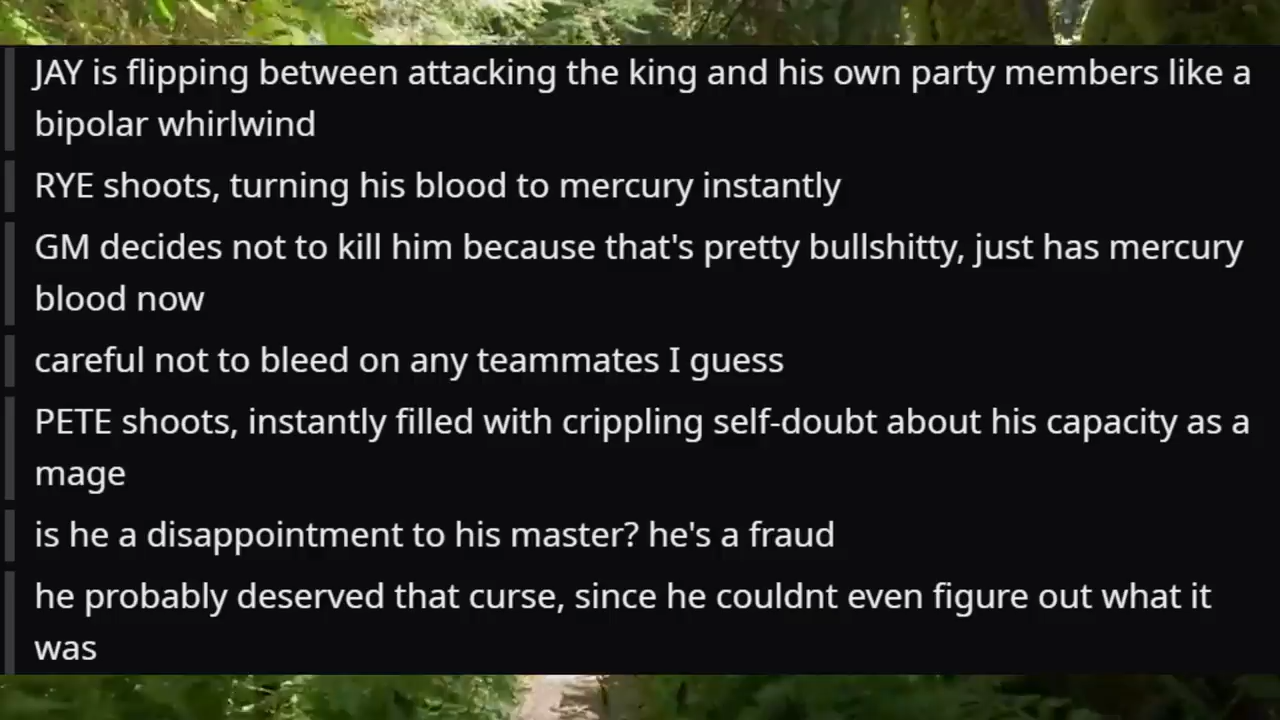 JAY is flipping between attacking the king and his own party members like a
bipolar whirlwind
RYE shoots, turning his blood to mercury instantly
GM decides not to kill him because that's pretty bullshitty, just has mercury
blood now
careful not to bleed on any teammates I guess
PETE shoots, instantly filled with crippling self-doubt about his capacity as a
mage
is he a disappointment to his master? he's a fraud
he probably deserved that curse, since he couldnt even figure out what it
was